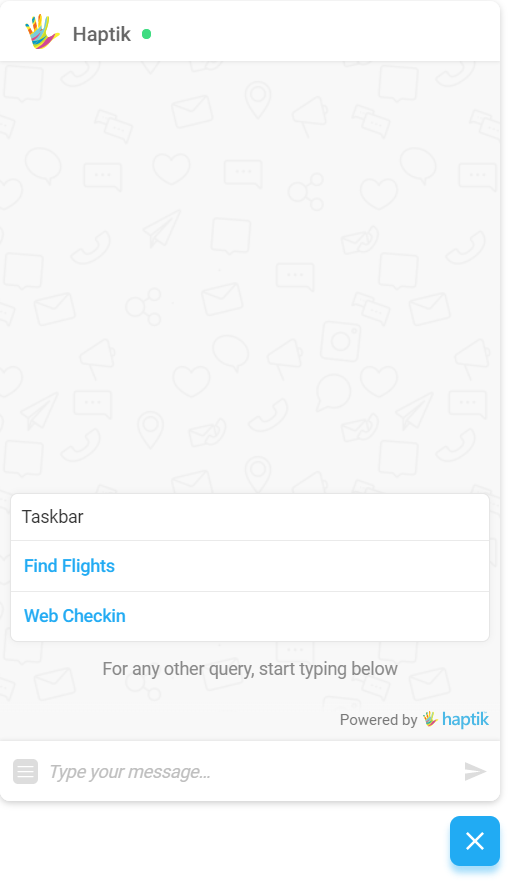 Haptik
Taskbar
Find Flights
Web Checkin
For any other query, start typing below
Powered by haptik
Type your message...